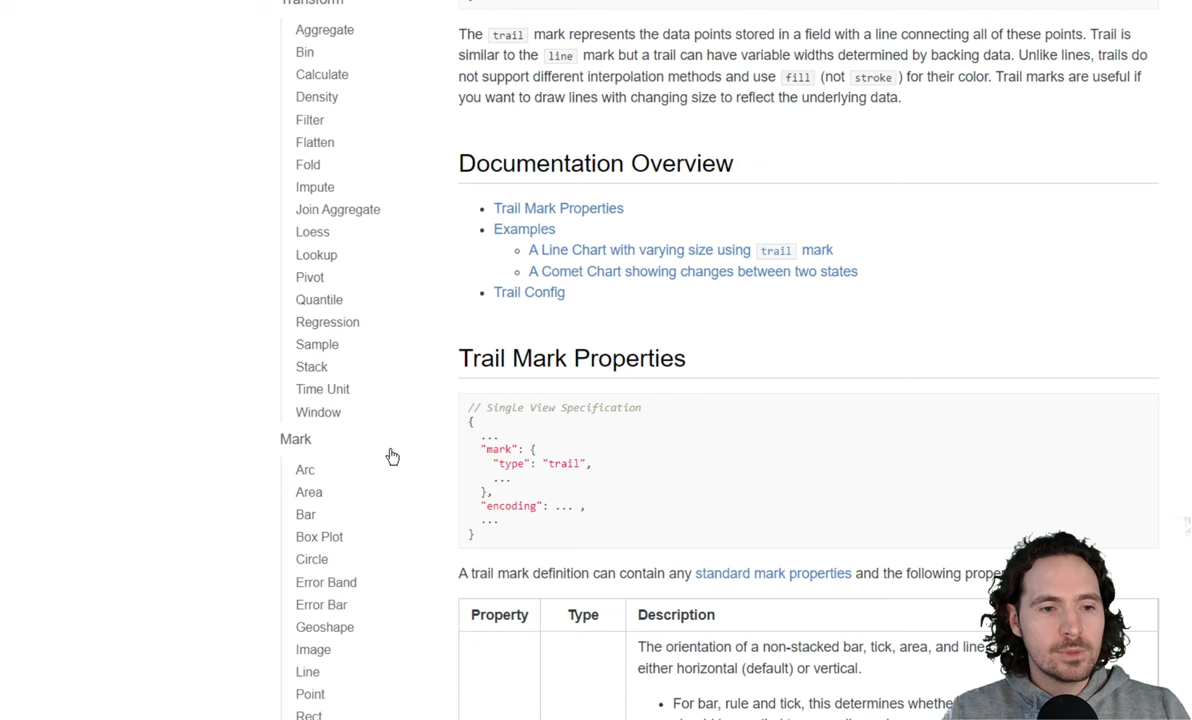 Transform
Aggregate
Bin
Calculate
Density
Filter
Flatten
Fold
Impute
Join Aggregate
Loess
Lookup
Pivot
Quantile
Regression
Sample
Stack
Time Unit
Window
Mark
Arc
Area
Bar
Box Plot
Circle
Error Band
Error Bar
Geoshape
Image
Line
Point
Rect
The trail mark represents the data points stored in a field with a line connecting all of these points. Trail is
similar to the line mark but a trail can have variable widths determined by backing data. Unlike lines, trails do
not support different interpolation methods and use fill (not stroke ) for their color. Trail marks are useful if
you want to draw lines with changing size to reflect the underlying data.
Documentation Overview
Trail Mark Properties
Examples
A Line Chart with varying size using trail mark
A Comet Chart showing changes between two states
Trail Config
Trail Mark Properties
// Single View Specification
{
...
"mark": {
"type": "trail",
...
},
"encoding": ... ,
...
}
A trail mark definition can contain any standard mark properties and the following
Property Type Description
The orientation of a non-stacked bar, tick, area, and line
either horizontal (default) or vertical.
For bar, rule and tick, this determines